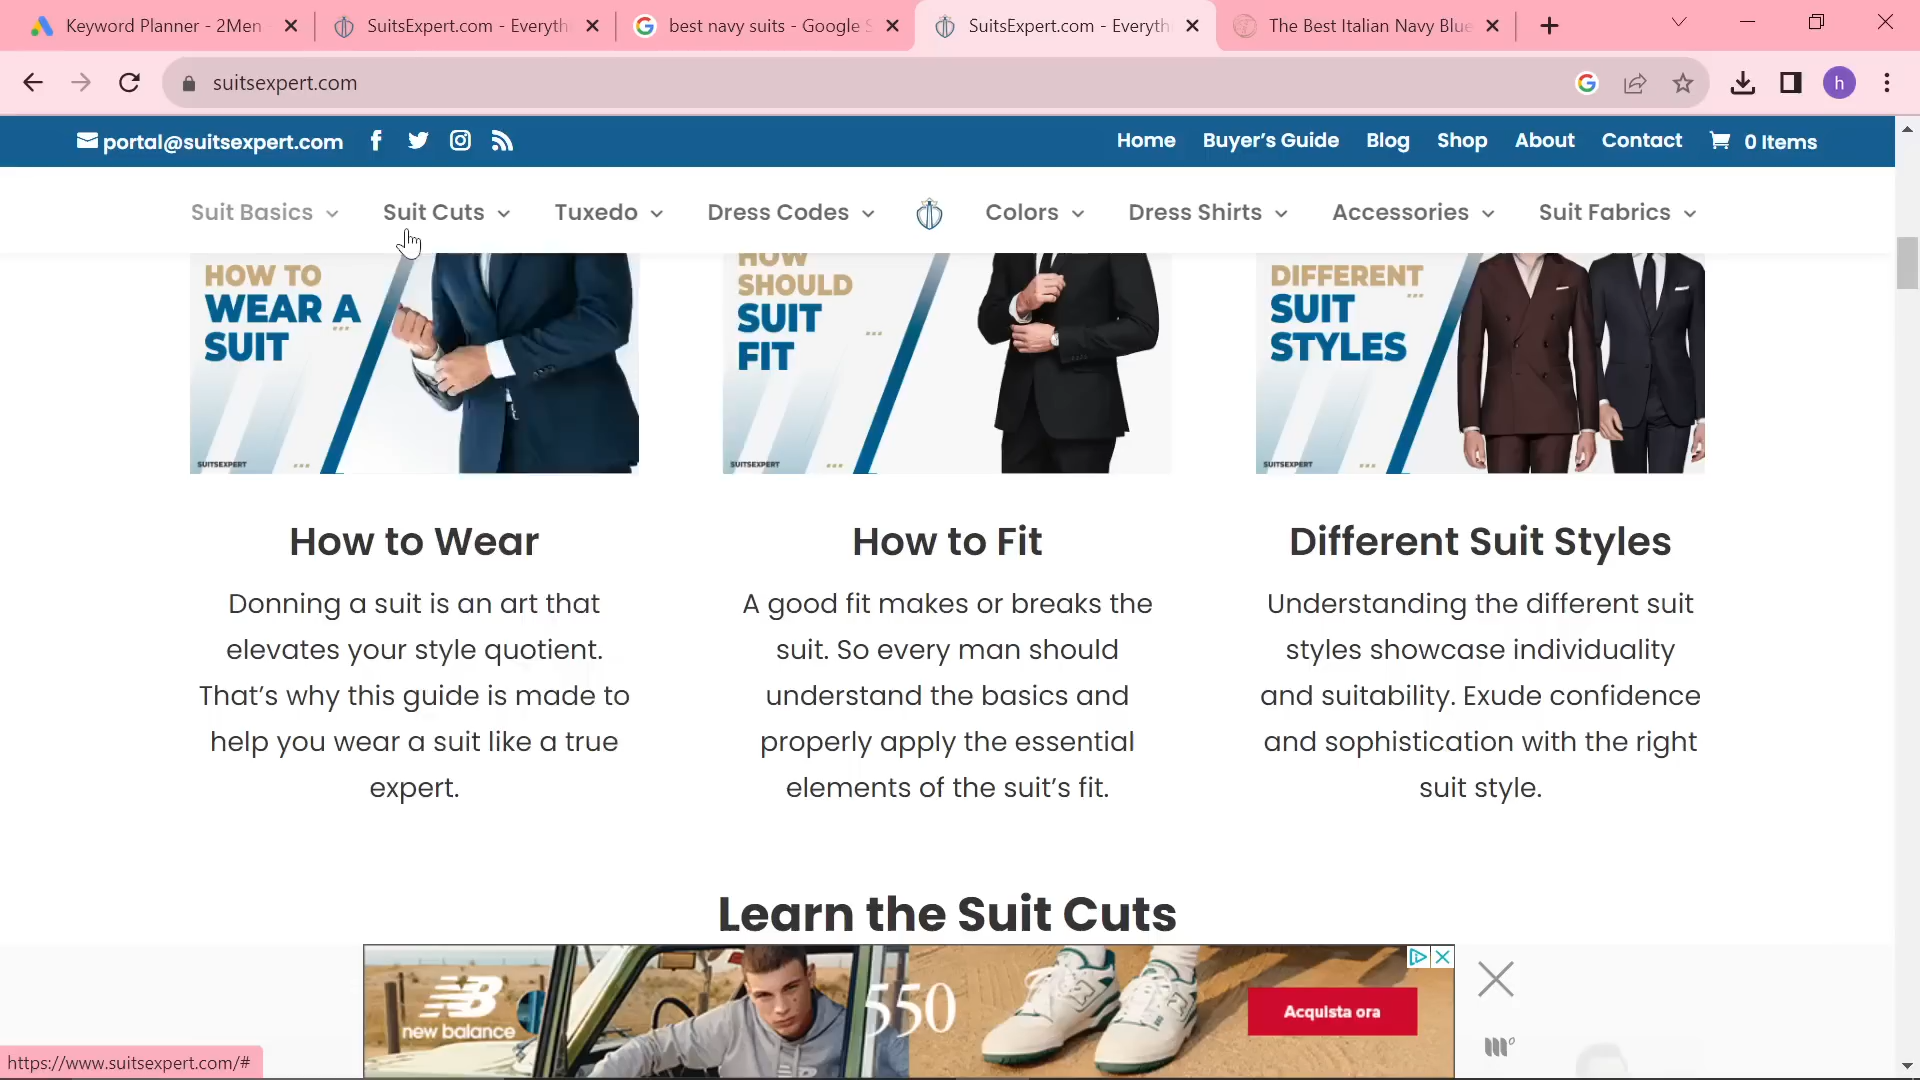 Keyword Planner - 2Men
SuitsExpert.com - Everyth
best navy suits - Google S
SuitsExpert.com - Everyth
The Best Italian Navy Blue
suitsexpert.com
h
portal@suitsexpert.com
Home
Buyer's Guide
Blog
Shop
About
Contact
0 Items
Suit Basics
Suit Cuts
Tuxedo
Dress Codes
Colors
Dress Shirts
Accessories
Suit Fabrics
HOW TO
WEAR A
SUIT
SUITSEXPERT
HOW
SHOULD
SUIT
FIT
SUITSEXPERT
DIFFERENT
SUIT
STYLES
SUITSEXPERT
How to Wear
Donning a suit is an art that
elevates your style quotient.
That's why this guide is made to
help you wear a suit like a true
expert.
How to Fit
A good fit makes or breaks the
suit. So every man should
understand the basics and
properly apply the essential
elements of the suit's fit.
Different Suit Styles
Understanding the different suit
styles showcase individuality
and suitability. Exude confidence
and sophistication with the right
suit style.
Learn the Suit Cuts
new balance
550
Acquista ora
https://www.suitsexpert.com/#